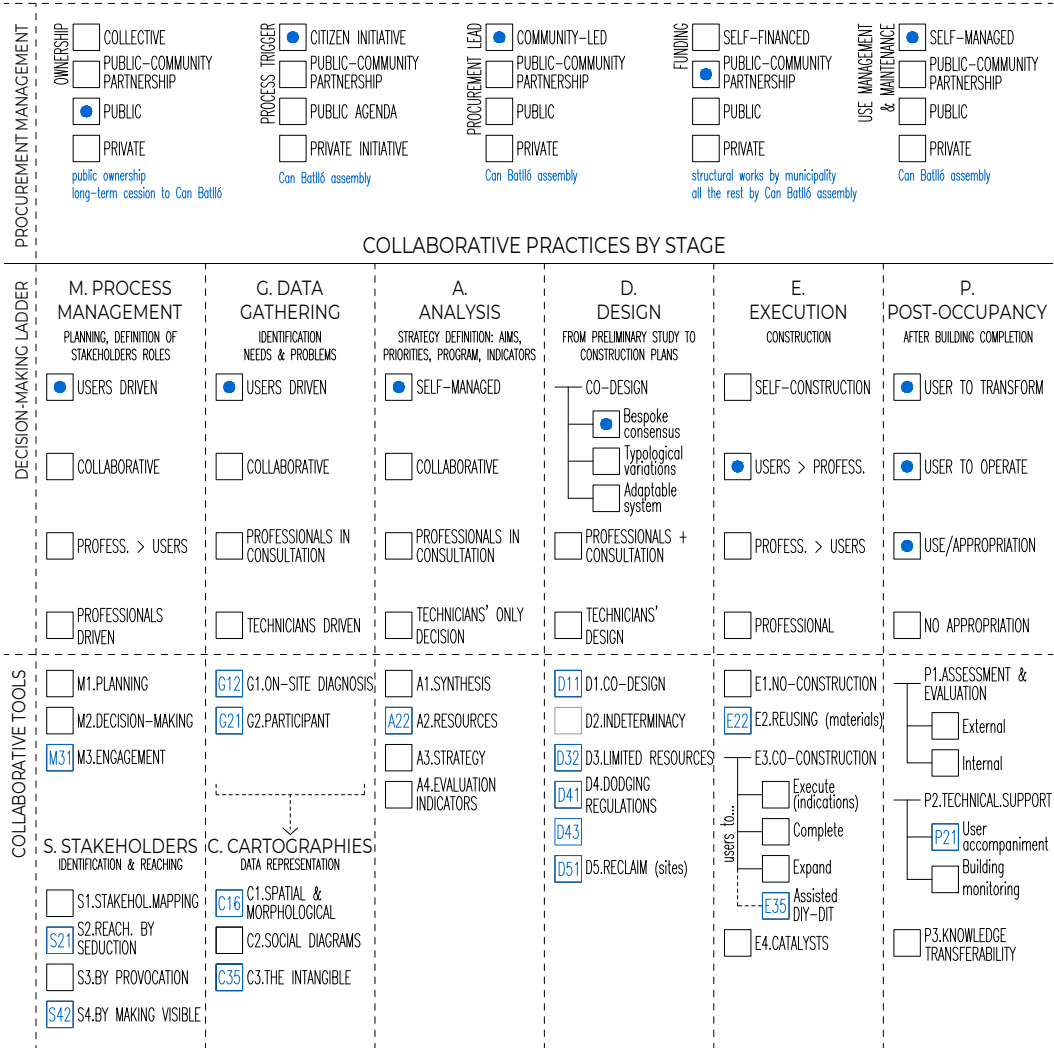 PROCUREMENT MANAGEMENT
OWNERSHIP
COLLECTIVE
PUBLIC-COMMUNITY
PARTNERSHIP
PUBLIC
PRIVATE
public ownership
long-term cession to Can Batlló
PROCESS TRIGGER
CITIZEN INITIATIVE
PUBLIC-COMMUNITY
PARTNERSHIP
PUBLIC AGENDA
PRIVATE INITIATIVE
Can Batlló assembly
PROCUREMENT LEAD
COMMUNITY-LED
PUBLIC-COMMUNITY
PARTNERSHIP
PUBLIC
PRIVATE
Can Batlló assembly
FUNDING
SELF-FINANCED
PUBLIC-COMMUNITY
PARTNERSHIP
PUBLIC
PRIVATE
structural works by municipality
all the rest by Can Batlló assembly
USE MANAGEMENT
& MAINTENANCE
SELF-MANAGED
PUBLIC-COMMUNITY
PARTNERSHIP
PUBLIC
PRIVATE
Can Batlló assembly
COLLABORATIVE PRACTICES BY STAGE
DECISION-MAKING LADDER
M. PROCESS
MANAGEMENT
PLANNING, DEFINITION OF
STAKEHOLDERS ROLES
USERS DRIVEN
COLLABORATIVE
PROFESS. > USERS
PROFESSIONALS
DRIVEN
G. DATA
GATHERING
IDENTIFICATION
NEEDS & PROBLEMS
USERS DRIVEN
COLLABORATIVE
PROFESSIONALS IN
CONSULTATION
TECHNICIANS DRIVEN
A.
ANALYSIS
STRATEGY DEFINITION: AIMS,
PRIORITIES, PROGRAM, INDICATORS
SELF-MANAGED
COLLABORATIVE
PROFESSIONALS IN
CONSULTATION
TECHNICIANS' ONLY
DECISION
D.
DESIGN
FROM PRELIMINARY STUDY TO
CONSTRUCTION PLANS
CO-DESIGN
Bespoke
consensus
Typological
variations
Adaptable
system
PROFESSIONALS +
CONSULTATION
TECHNICIANS'
DESIGN
E.
EXECUTION
CONSTRUCTION
SELF-CONSTRUCTION
USERS > PROFESS.
PROFESS. > USERS
PROFESSIONAL
P.
POST-OCCUPANCY
AFTER BUILDING COMPLETION
USER TO TRANSFORM
USER TO OPERATE
USE/APPROPRIATION
NO APPROPRIATION
COLLABORATIVE TOOLS
M1.PLANNING
M2.DECISION-MAKING
M31 M3.ENGAGEMENT
S. STAKEHOLDERS
IDENTIFICATION & REACHING
S1.STAKEHOL.MAPPING
S21 S2.REACH. BY
SEDUCTION
S3.BY PROVOCATION
S42 S4.BY MAKING VISIBLE
G12 G1.ON-SITE DIAGNOSIS
G21 G2.PARTICIPANT
C. CARTOGRAPHIES
DATA REPRESENTATION
C16 C1.SPATIAL &
MORPHOLOGICAL
C2.SOCIAL DIAGRAMS
C35 C3.THE INTANGIBLE
A1.SYNTHESIS
A22 A2.RESOURCES
A3.STRATEGY
A4.EVALUATION
INDICATORS
D11 D1.CO-DESIGN
D2.INDETERMINACY
D32 D3.LIMITED RESOURCES
D41 D4.DODGING
REGULATIONS
D43
D51 D5.RECLAIM (sites)
E1.NO-CONSTRUCTION
E22 E2.REUSING (materials)
E3.CO-CONSTRUCTION
users to...
Execute
(indications)
Complete
Expand
E35 Assisted
DIY-DIT
E4.CATALYSTS
P1.ASSESSMENT &
EVALUATION
External
Internal
P2.TECHNICAL.SUPPORT
P21 User
accompaniment
Building
monitoring
P3.KNOWLEDGE
TRANSFERABILITY